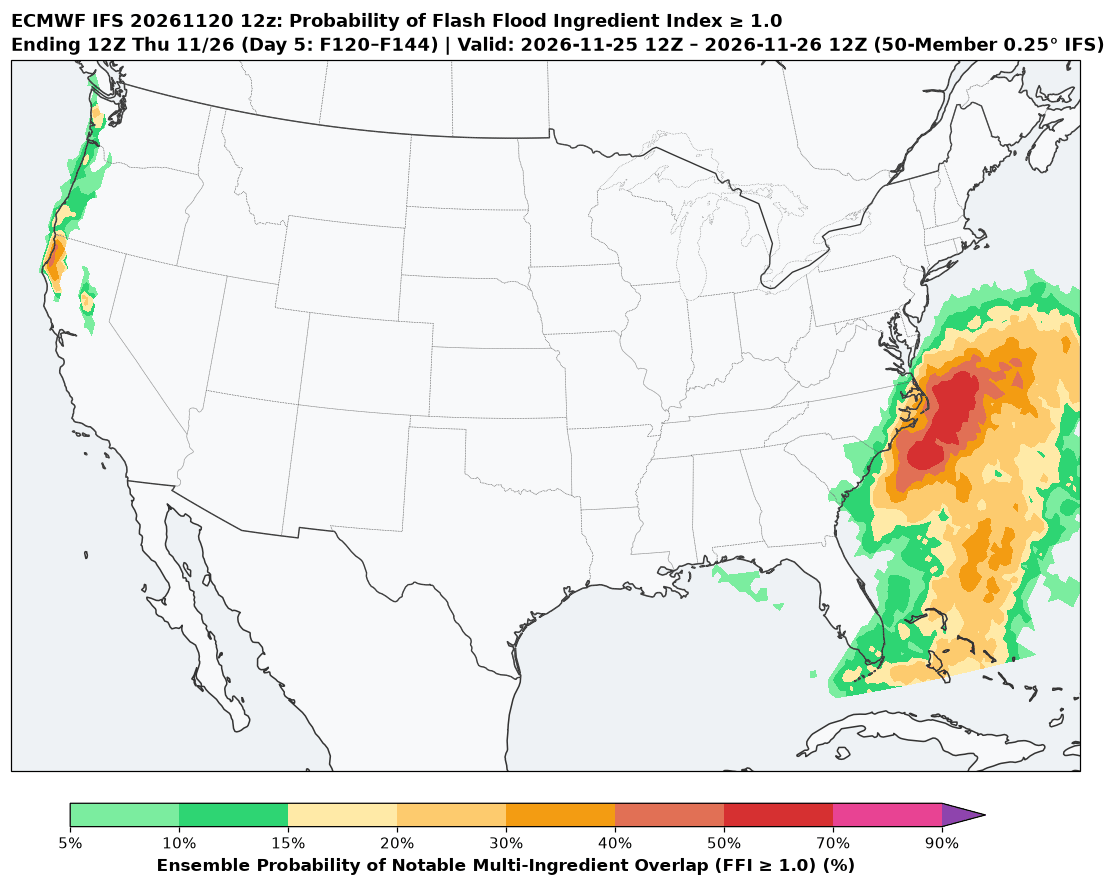 ECMWF IFS 20261120 12z: Probability of Flash Flood Ingredient Index ≥ 1.0
Ending 12Z Thu 11/26 (Day 5: F120–F144) | Valid: 2026-11-25 12Z – 2026-11-26 12Z (50-Member 0.25° IFS)
5% 10% 15% 20% 30% 40% 50% 70% 90%
Ensemble Probability of Notable Multi-Ingredient Overlap (FFI ≥ 1.0) (%)